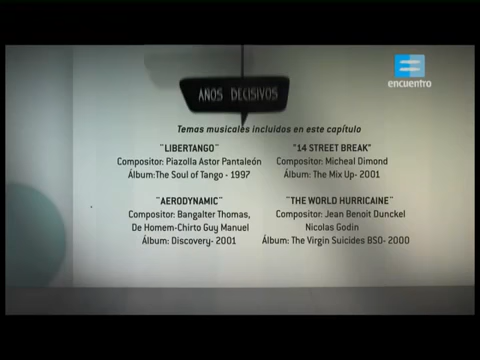 encuentro
AÑOS DECISIVOS
Temas musicales incluidos en este capítulo
¨LIBERTANGO¨
Compositor: Piazolla Astor Pantaleón
Álbum:The Soul of Tango- 1997
"14 STREET BREAK"
Compositor: Micheal Dimond
Álbum: The Mix Up- 2001
¨AERODYNAMIC¨
Compositor: Bangalter Thomas,
De Homem-Chirto Guy Manuel
Álbum: Discovery- 2001
¨THE WORLD HURRICAINE¨
Compositor: Jean Benoit Dunckel
Nicolas Godin
Álbum: The Virgin Suicides BSO- 2000